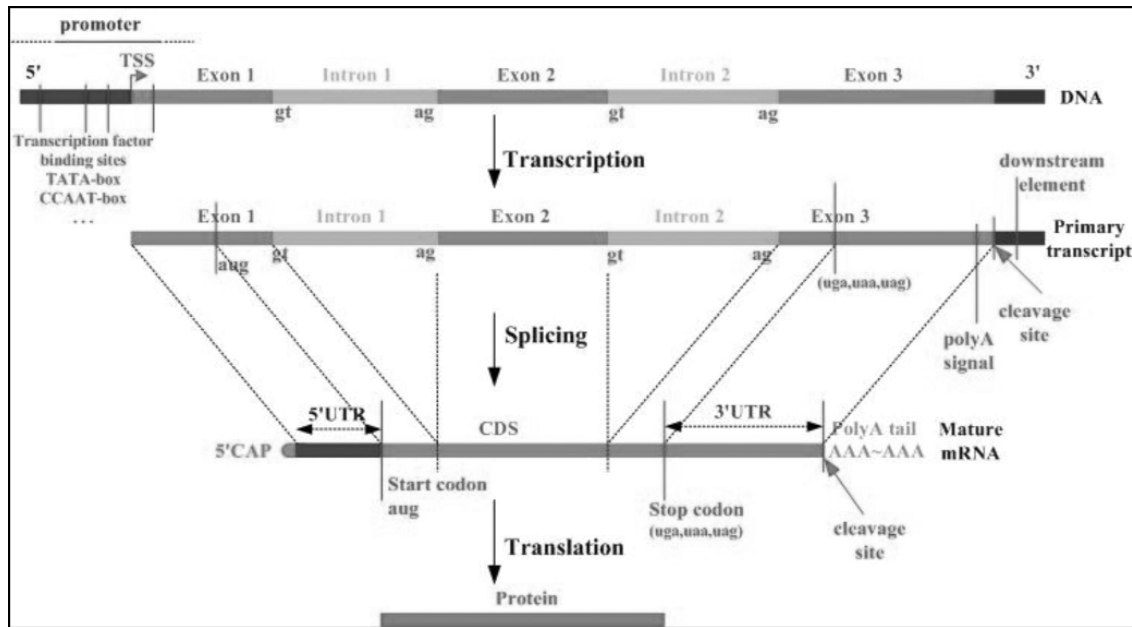 promoter
TSS
5' Exon 1 Intron 1 Exon 2 Intron 2 Exon 3 3'
DNA
gt ag gt ag
Transcription factor
binding sites
TATA-box
CCAAT-box
...
Transcription
downstream
element
Exon 1 Intron 1 Exon 2 Intron 2 Exon 3
Primary
transcript
gt ag gt ag
aug
(uga,uaa,uag)
cleavage
site
polyA
signal
Splicing
5'UTR
CDS
3'UTR
5'CAP
PolyA tail
AAA~AAA
Mature
mRNA
Start codon
aug
Stop codon
(uga,uaa,uag)
cleavage
site
Translation
Protein